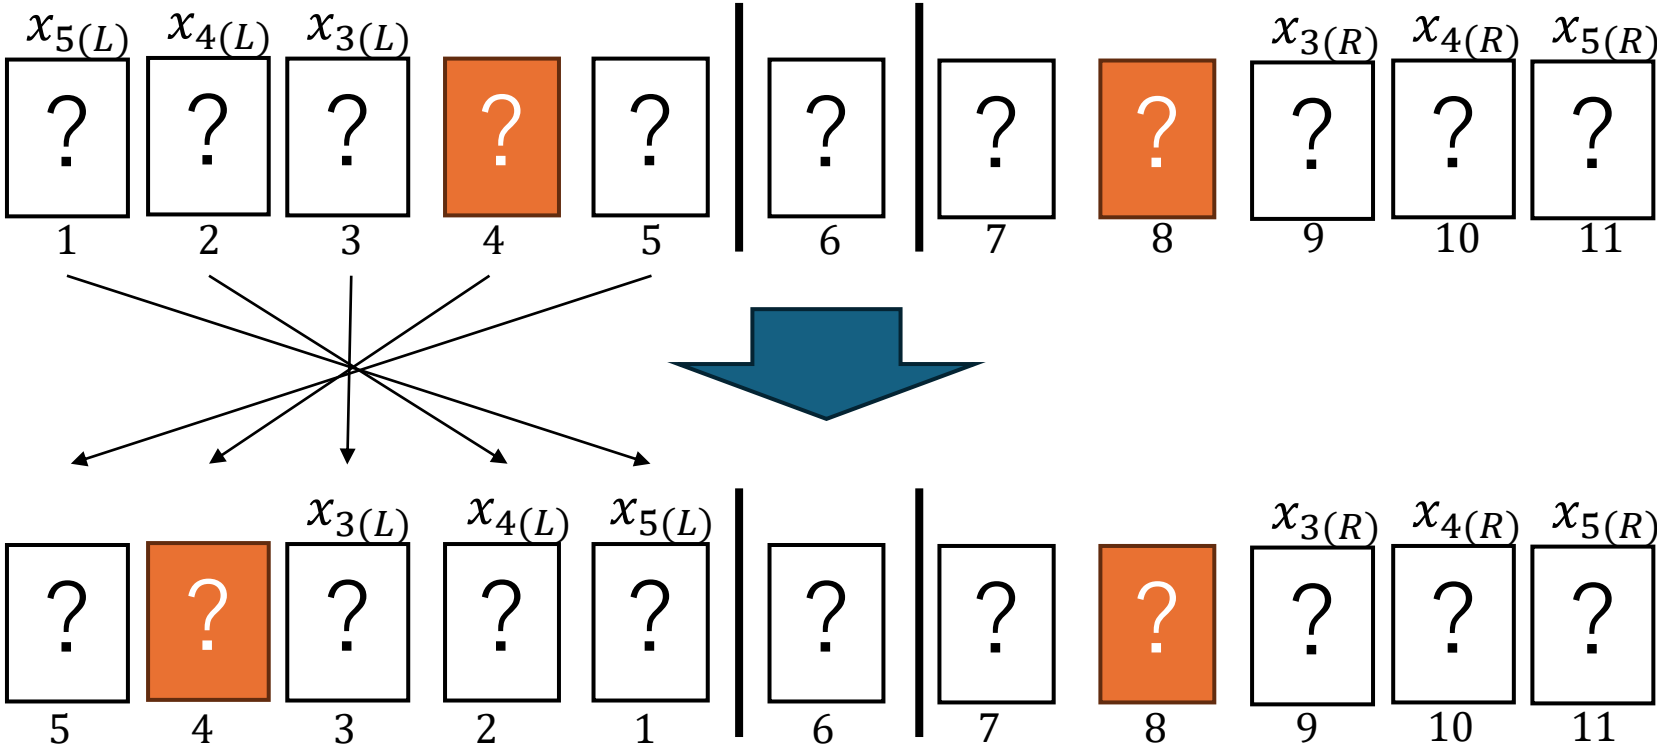 x₅₍L₎ x₄₍L₎ x₃₍L₎ x₃₍R₎ x₄₍R₎ x₅₍R₎
? ? ? ? ? ? ? ? ? ? ?
1 2 3 4 5 6 7 8 9 10 11
x₃₍L₎ x₄₍L₎ x₅₍L₎ x₃₍R₎ x₄₍R₎ x₅₍R₎
? ? ? ? ? ? ? ? ? ? ?
5 4 3 2 1 6 7 8 9 10 11